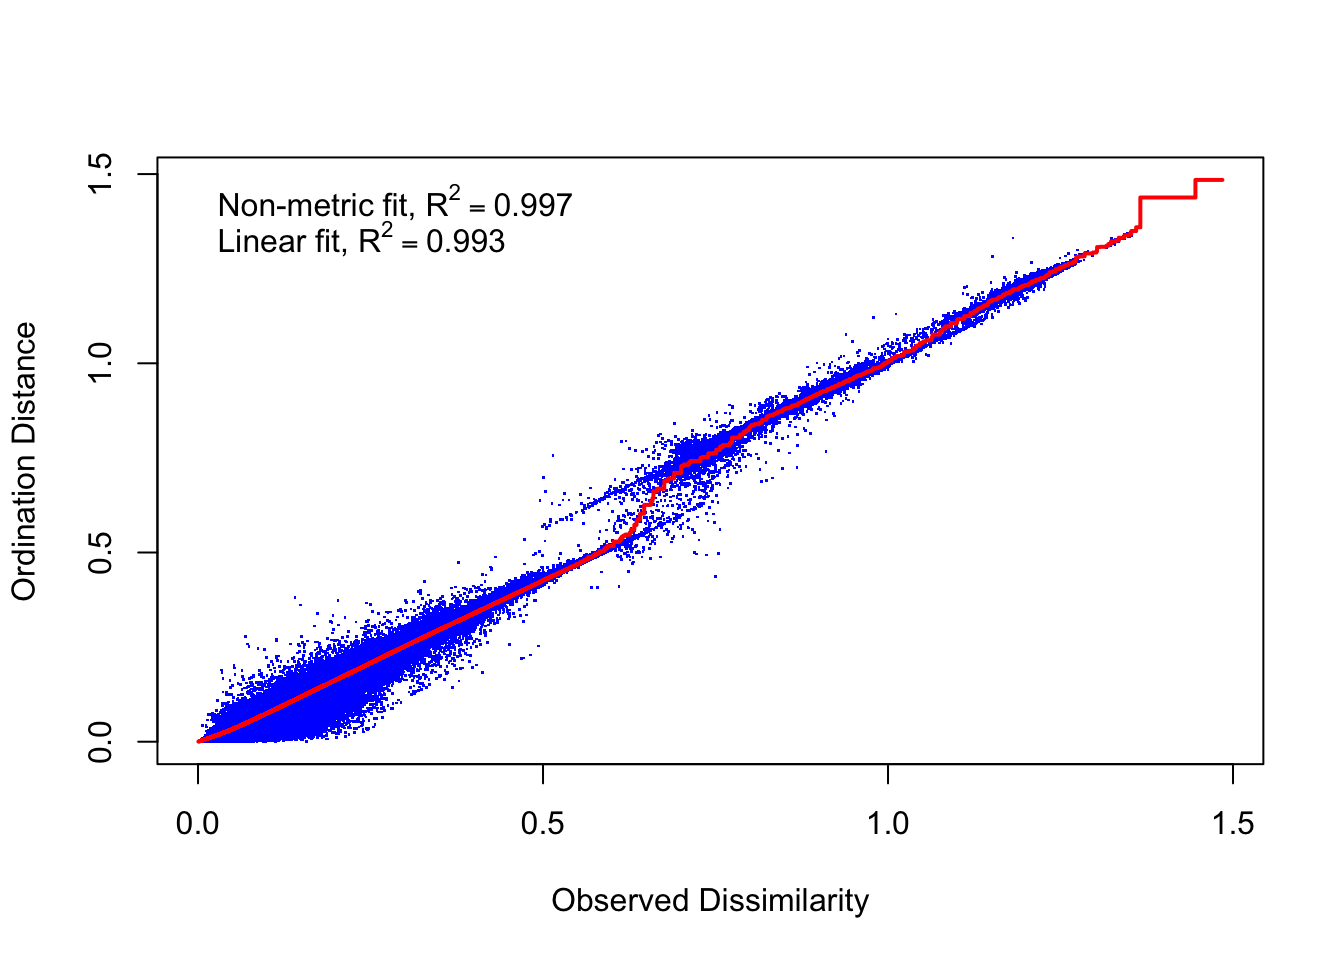 Non-metric fit, R² = 0.997
Linear fit, R² = 0.993
Ordination Distance
1.5
1.0
0.5
0.0
0.0 0.5 1.0 1.5
Observed Dissimilarity